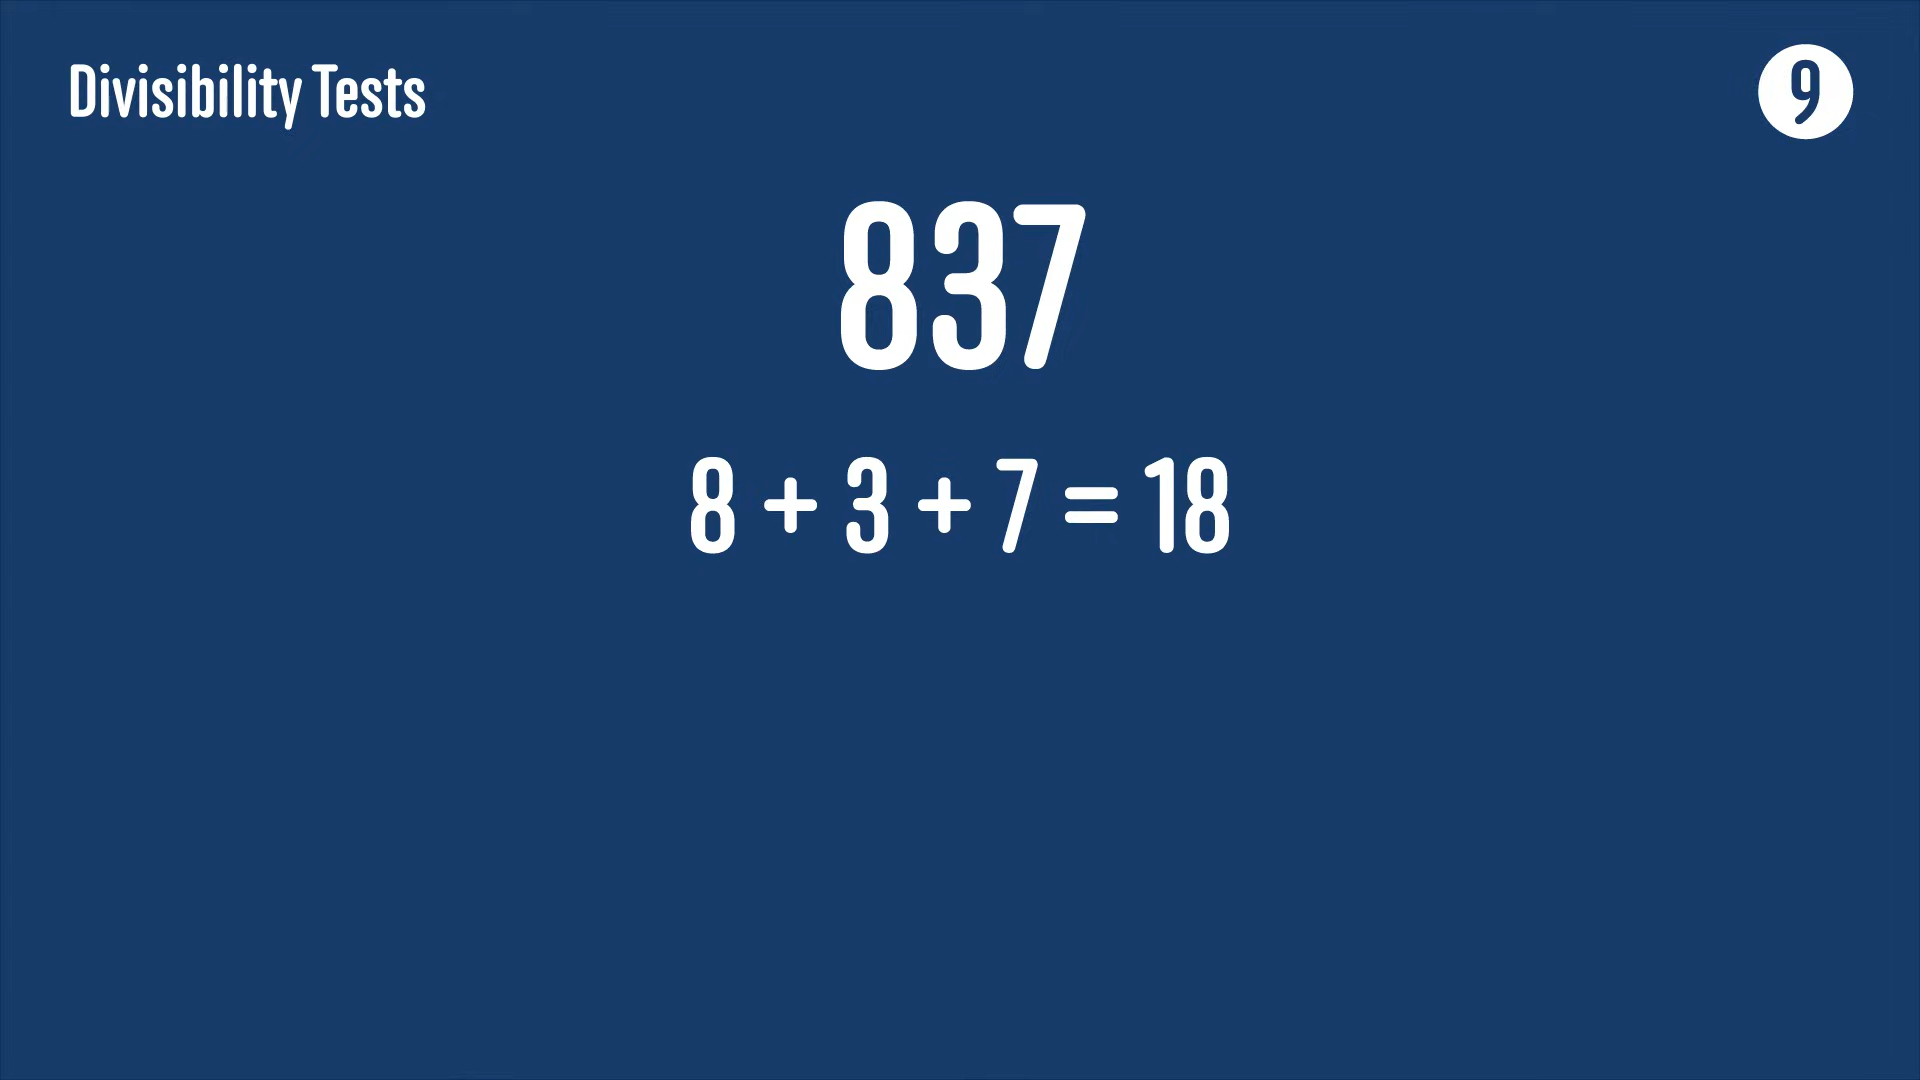 Divisibility Tests
9
837
8 + 3 + 7 = 18